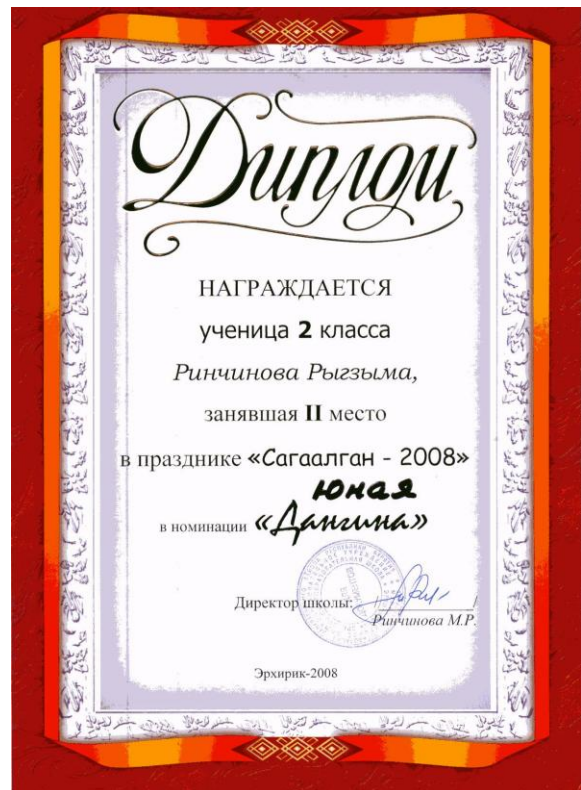 Диплом
НАГРАЖДАЕТСЯ
ученица 2 класса
Ринчинова Рыгзыма,
занявшая II место
в празднике «Сагаалган - 2008»
юная
в номинации «Дангина»
Директор школы:
Ринчинова М.Р.
Эрхирик-2008